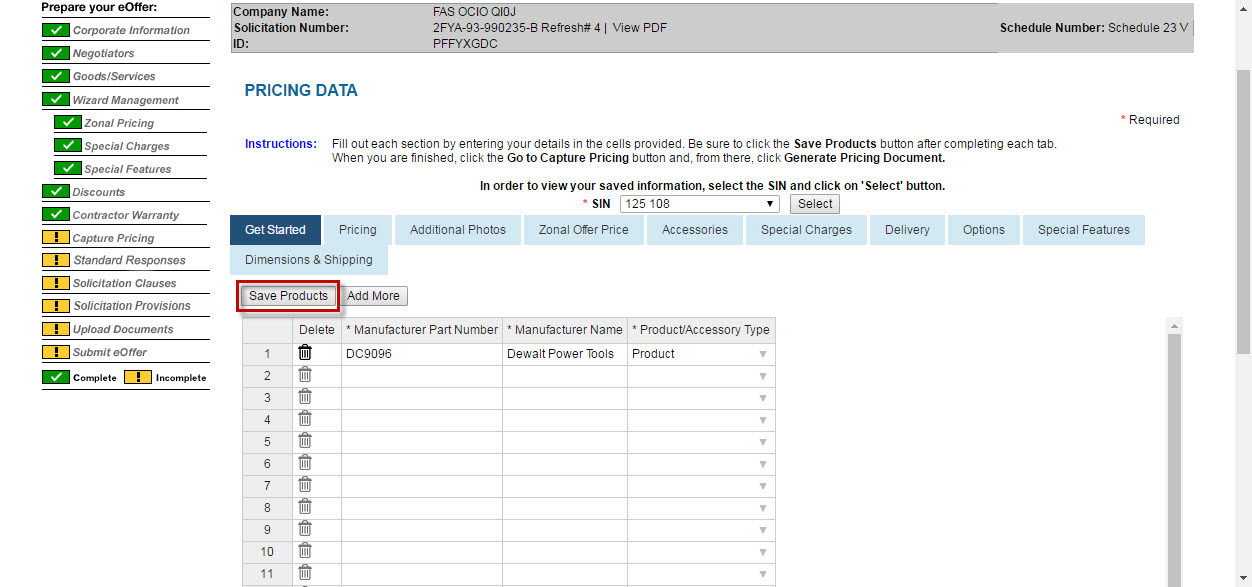 Prepare your eOffer:
Corporate Information
Negotiators
Goods/Services
Wizard Management
Zonal Pricing
Special Charges
Special Features
Discounts
Contractor Warranty
Capture Pricing
Standard Responses
Solicitation Clauses
Solicitation Provisions
Upload Documents
Submit eOffer
Complete ! Incomplete
Company Name: FAS OCIO QI0J
Solicitation Number: 2FYA-93-990235-B Refresh# 4 | View PDF Schedule Number: Schedule 23 V
ID: PFFYXGDC
PRICING DATA
* Required
Instructions: Fill out each section by entering your details in the cells provided. Be sure to click the Save Products button after completing each tab.
When you are finished, click the Go to Capture Pricing button and, from there, click Generate Pricing Document.
In order to view your saved information, select the SIN and click on 'Select' button.
* SIN 125 108 Select
Get Started Pricing Additional Photos Zonal Offer Price Accessories Special Charges Delivery Options Special Features
Dimensions & Shipping
Save Products Add More
Delete * Manufacturer Part Number * Manufacturer Name * Product/Accessory Type
1 DC9096 Dewalt Power Tools Product
2
3
4
5
6
7
8
9
10
11